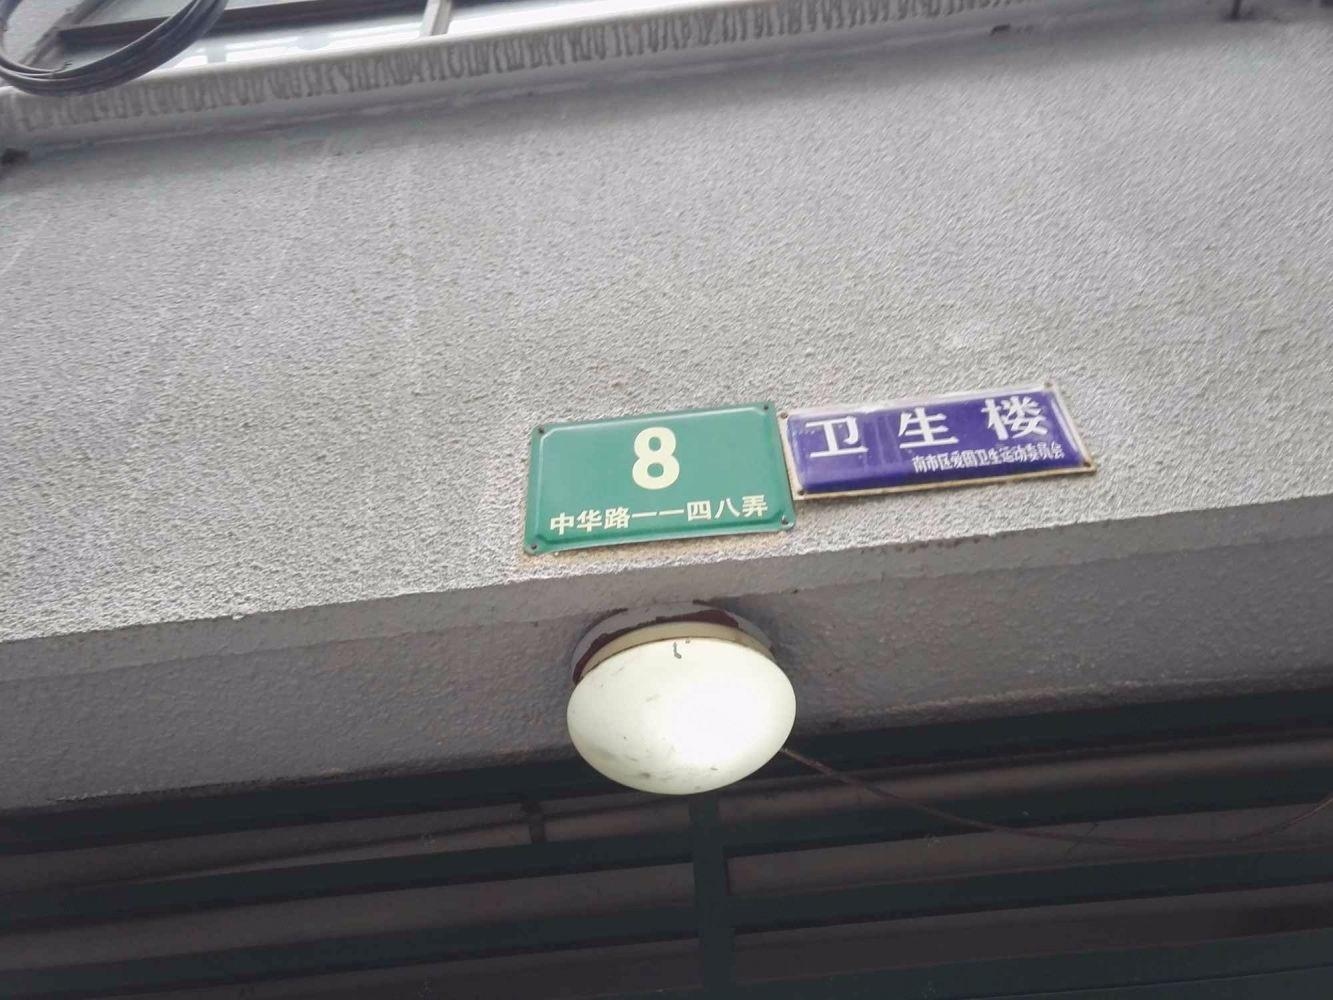 8
中华路一一四八弄
卫生楼
南市区爱国卫生运动委员会